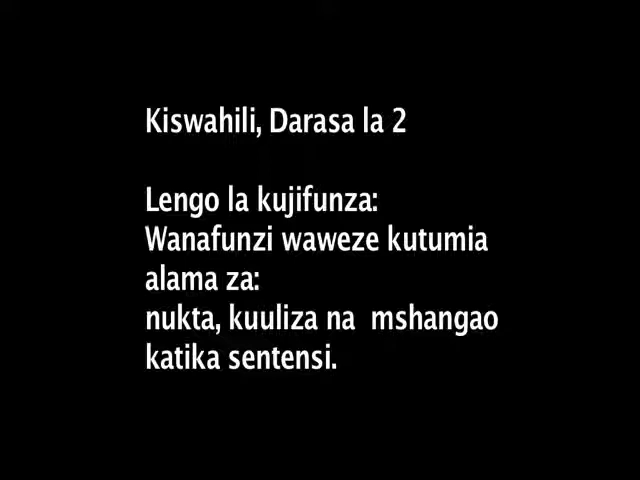 Kiswahili, Darasa la 2
Lengo la kujifunza:
Wanafunzi waweze kutumia
alama za:
nukta, kuuliza na  mshangao
katika sentensi.